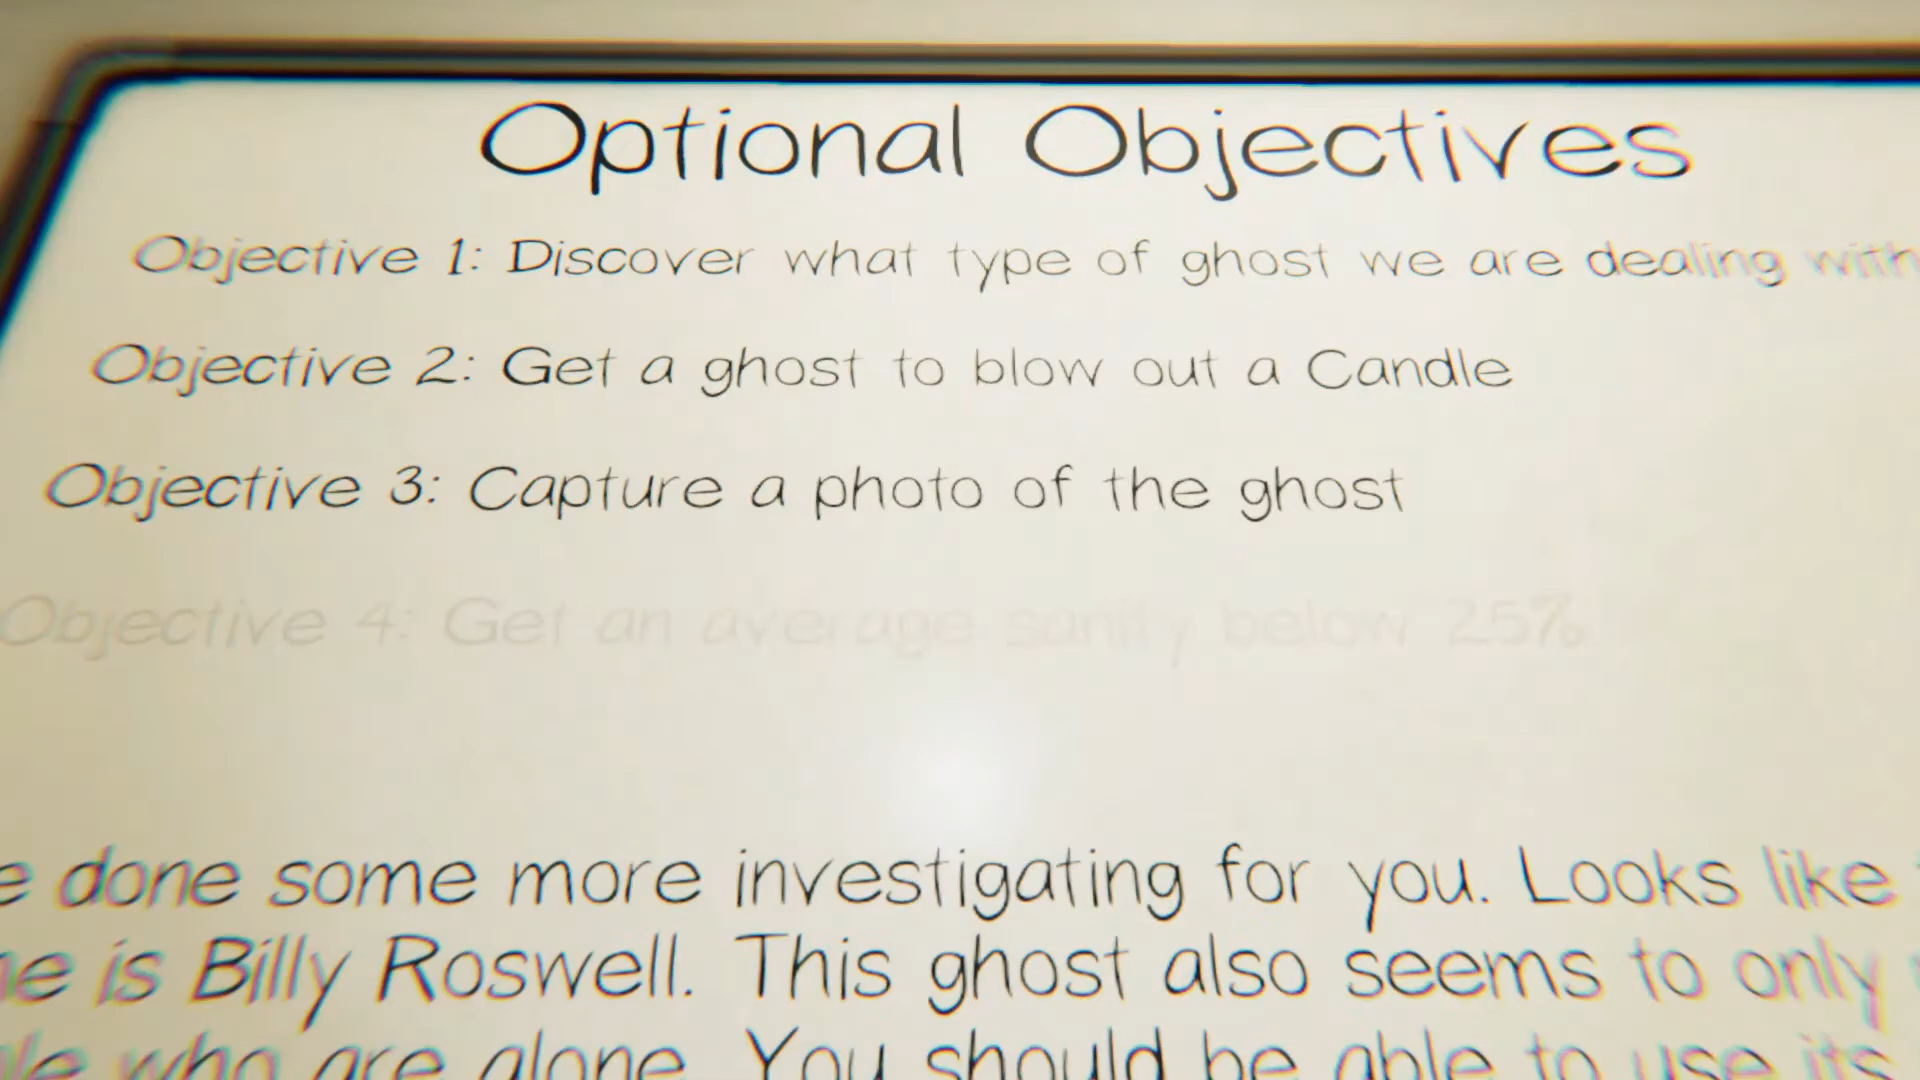 Optional Objectives
Objective 1: Discover what type of ghost we are dealing with
Objective 2: Get a ghost to blow out a Candle
Objective 3: Capture a photo of the ghost
Objective 4: Get an average sanity below 25%
done some more investigating for you. Looks like
is Billy Roswell. This ghost also seems to only
who are alone. You should be able to use its